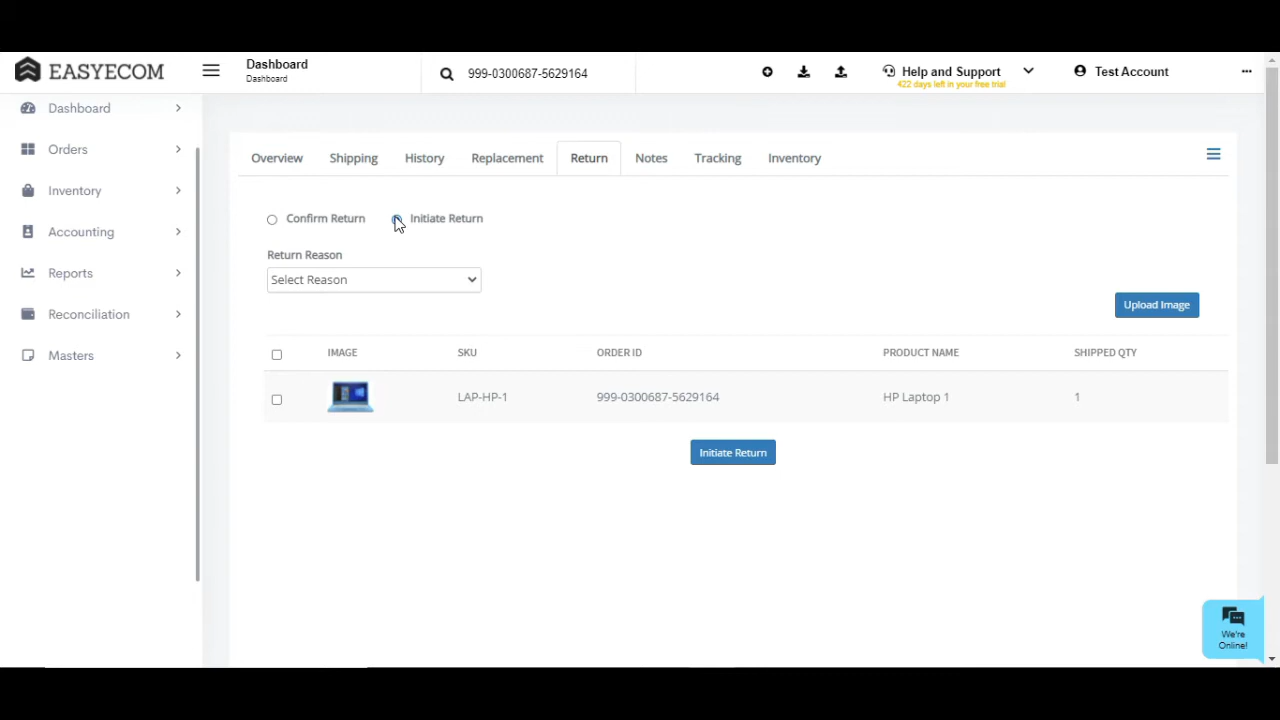 EASYECOM
Dashboard
Dashboard
999-0300687-5629164
Help and Support
422 days left in your free trial
Test Account
Dashboard
Orders
Inventory
Accounting
Reports
Reconciliation
Masters
Overview Shipping History Replacement Return Notes Tracking Inventory
Confirm Return Initiate Return
Return Reason
Select Reason
Upload Image
IMAGE SKU ORDER ID PRODUCT NAME SHIPPED QTY
LAP-HP-1 999-0300687-5629164 HP Laptop 1 1
Initiate Return
We're
Online!